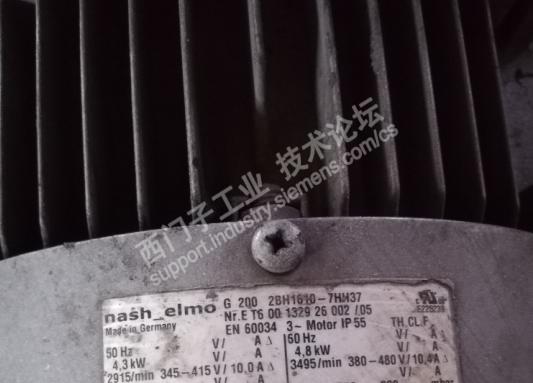 西门子工业 技术论坛
support.industry.siemens.com/cs
nash_elmo G 200 2BH1610-7HH37
Made in Germany Nr.E T6 00 1329 26 002 /05
EN 60034 3~ Motor IP 55 TH.CL.F
50 Hz V/ A Δ 50 Hz V/ A Δ
4,3 kW V/ A 4,8 kW V/ A
2915/min 345-415 V/ 10,0 A 3495/min 380-480 V/ 10,4 A